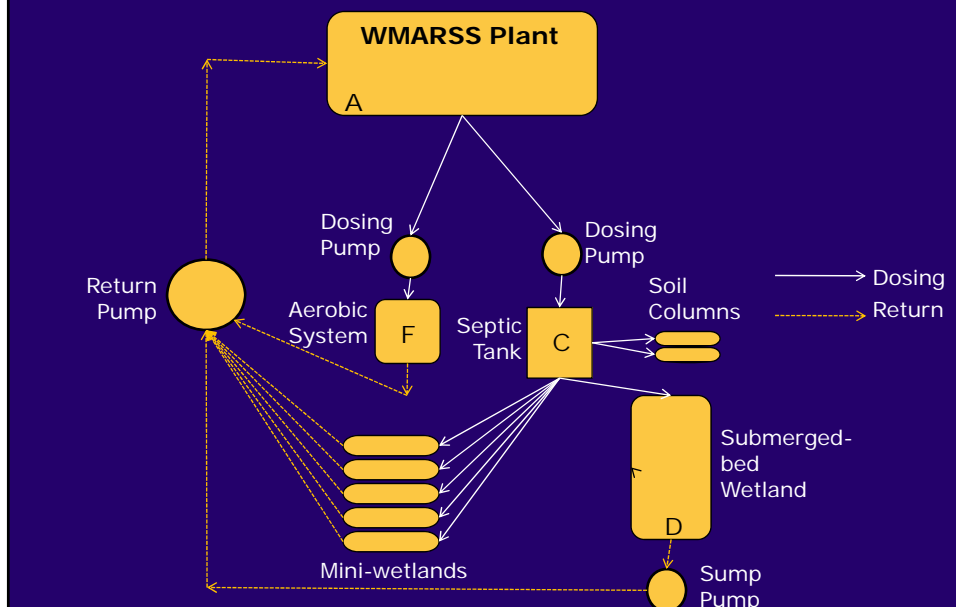 WMARSS Plant
A
Dosing
Pump
Dosing
Pump
Return
Pump
Aerobic
System
F
Septic
Tank
C
Soil
Columns
Dosing
Return
Submerged-
bed
Wetland
D
Mini-wetlands
Sump
Pump